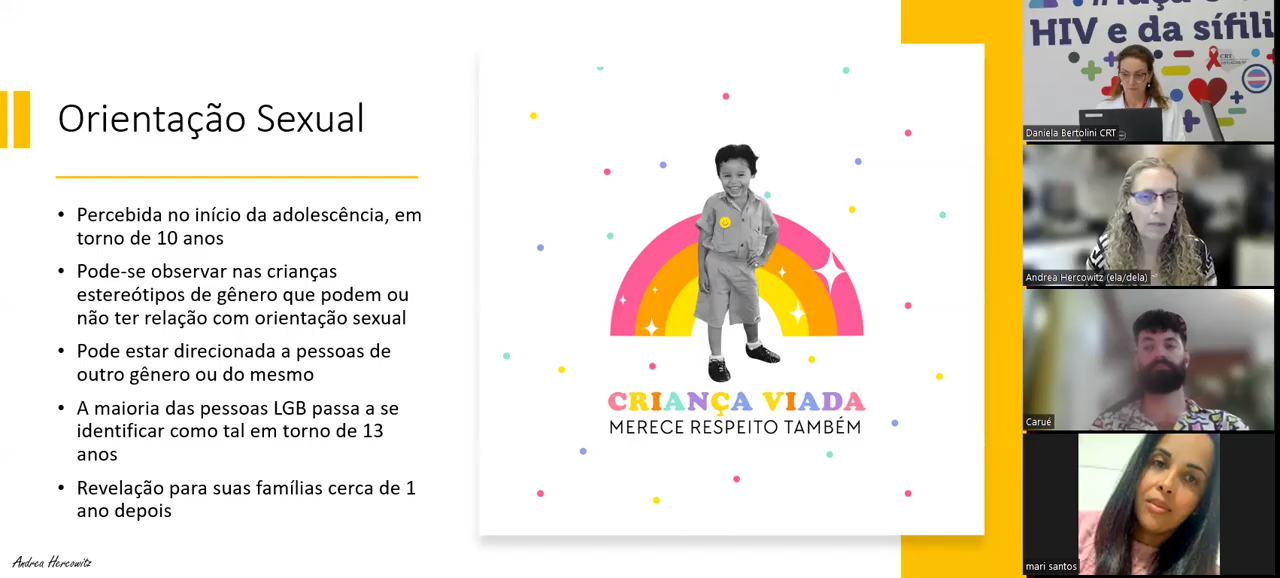 Orientação Sexual
• Percebida no início da adolescência, em
torno de 10 anos
• Pode-se observar nas crianças
estereótipos de gênero que podem ou
não ter relação com orientação sexual
• Pode estar direcionada a pessoas de
outro gênero ou do mesmo
• A maioria das pessoas LGB passa a se
identificar como tal em torno de 13
anos
• Revelação para suas famílias cerca de 1
ano depois
Andrea Hercowitz
CRIANÇA VIADA
MERECE RESPEITO TAMBÉM
HIV e da sífili
CRT
Daniela Bertolini CRT
Andrea Hercowitz (ela/dela)
Carué
mari santos